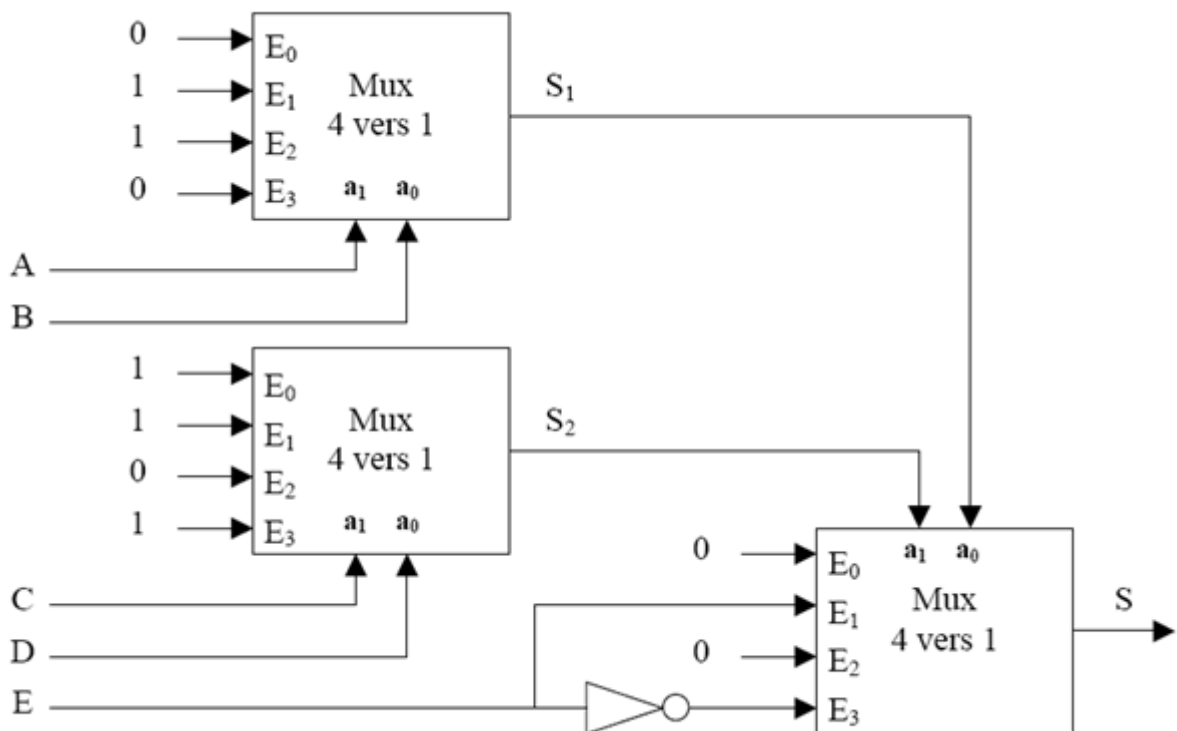 0 E₀
1 E₁
1 E₂
0 E₃
Mux
4 vers 1
a₁ a₀
S₁
A
B
1 E₀
1 E₁
0 E₂
1 E₃
Mux
4 vers 1
a₁ a₀
S₂
C
D
E
0 E₀
E₁
0 E₂
E₃
a₁ a₀
Mux
4 vers 1
S